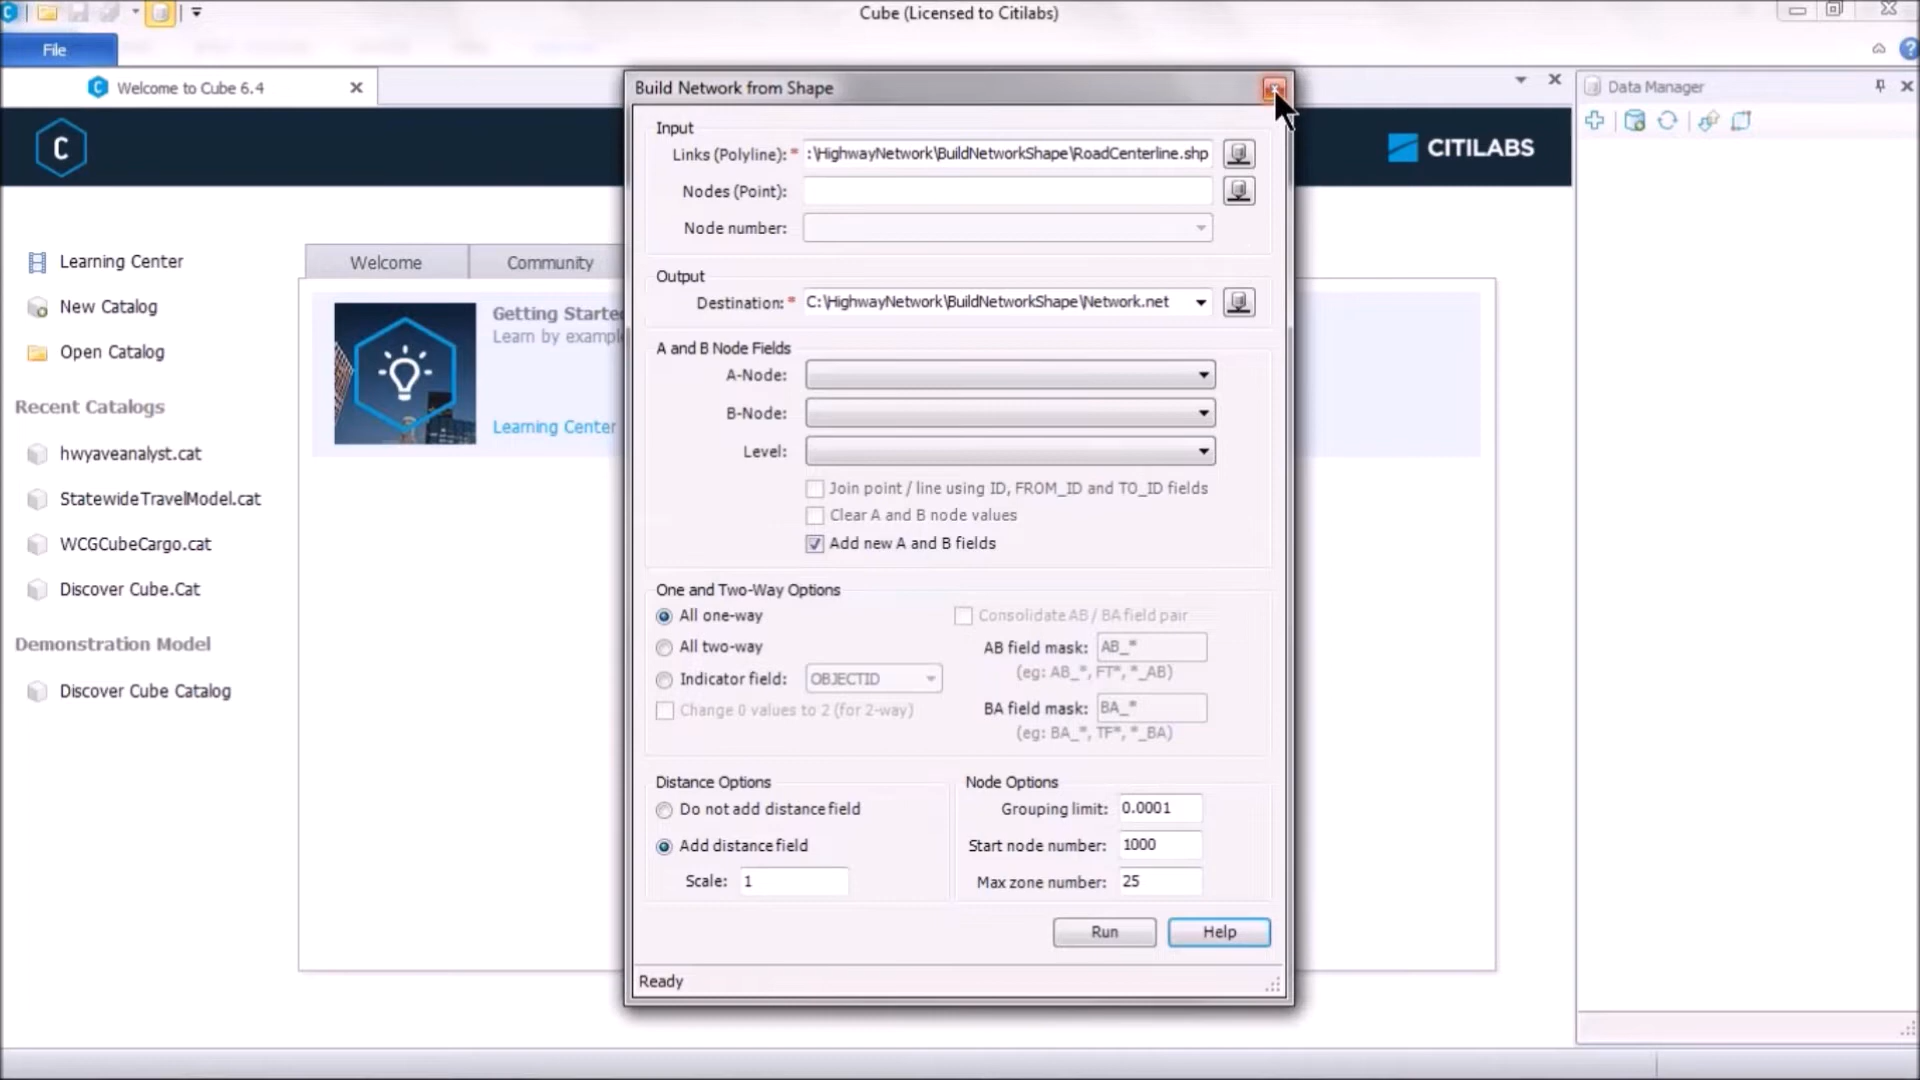 Cube (Licensed to Citilabs)
File
Welcome to Cube 6.4
C
CITILABS
Learning Center
New Catalog
Open Catalog
Recent Catalogs
hwyaveanalyst.cat
StatewideTravelModel.cat
WCGCubeCargo.cat
Discover Cube.Cat
Demonstration Model
Discover Cube Catalog
Welcome
Community
Getting Starte
Learn by exampl
Learning Center
Build Network from Shape
Input
Links (Polyline): * :\HighwayNetwork\BuildNetworkShape\RoadCenterline.shp
Nodes (Point):
Node number:
Output
Destination: * C:\HighwayNetwork\BuildNetworkShape\Network.net
A and B Node Fields
A-Node:
B-Node:
Level:
Join point / line using ID, FROM_ID and TO_ID fields
Clear A and B node values
Add new A and B fields
One and Two-Way Options
All one-way
All two-way
Indicator field: OBJECTID
Change 0 values to 2 (for 2-way)
Consolidate AB / BA field pair
AB field mask: AB_*
(eg: AB_*, FT*, *_AB)
BA field mask: BA_*
(eg: BA_*, TF*, *_BA)
Distance Options
Do not add distance field
Add distance field
Scale: 1
Node Options
Grouping limit: 0.0001
Start node number: 1000
Max zone number: 25
Run
Help
Ready
Data Manager